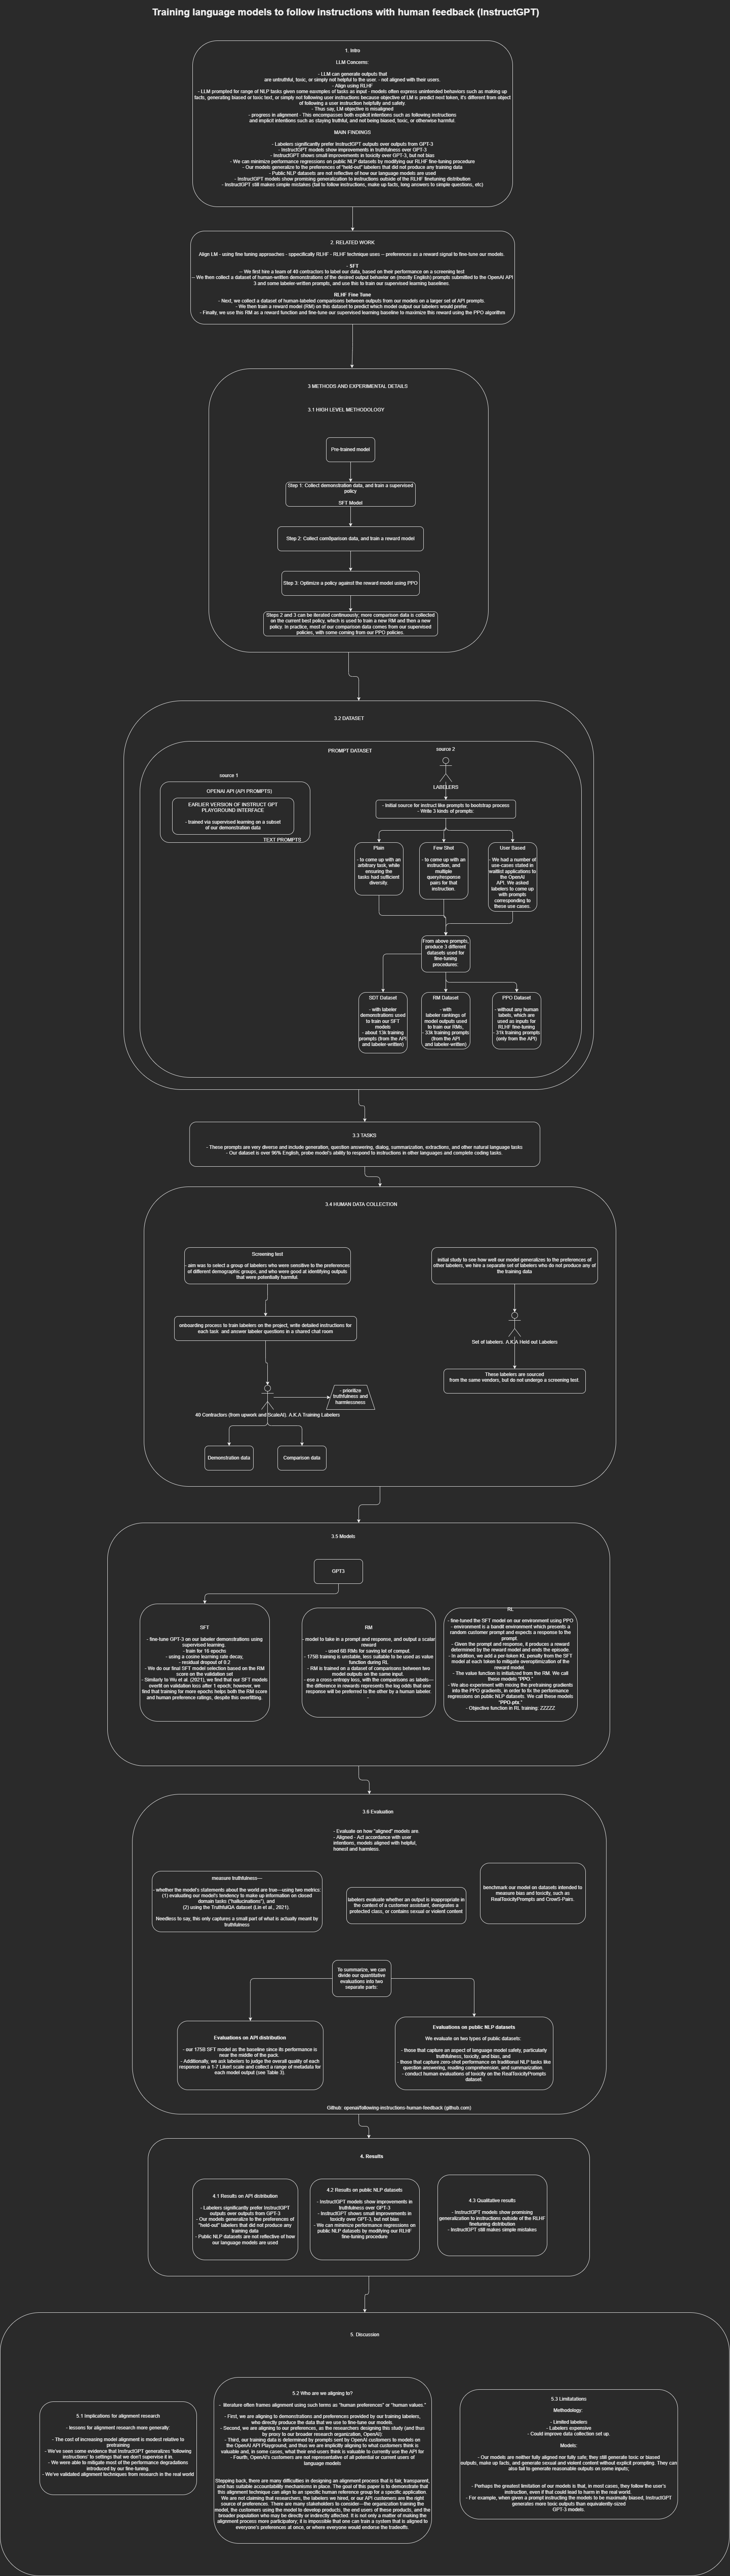 Training language models to follow instructions with human feedback (InstructGPT)
1. Intro
LLM Concerns:
- LLM can generate outputs that
are untruthful, toxic, or simply not helpful to the user. - not aligned with their users.
- Align using RLHF
- LLM prompted for range of NLP tasks given some examples of tasks as input - models often express unintended behaviors such as making up
facts, generating biased or toxic text, or simply not following user instructions because objective of LM is predict next token, it's different from object
of following a user instruction helpfully and safely.
- Thus say, LM objective is misaligned
- progress in alignment - This encompasses both explicit intentions such as following instructions
and implicit intentions such as staying truthful, and not being biased, toxic, or otherwise harmful.
MAIN FINDINGS
- Labelers significantly prefer InstructGPT outputs over outputs from GPT-3
- InstructGPT models show improvements in truthfulness over GPT-3
- InstructGPT shows small improvements in toxicity over GPT-3, but not bias
- We can minimize performance regressions on public NLP datasets by modifying our RLHF fine-tuning procedure
- Our models generalize to the preferences of "held-out" labelers that did not produce any training data
- Public NLP datasets are not reflective of how our language models are used
- InstructGPT models show promising generalization to instructions outside of the RLHF finetuning distribution
- InstructGPT still makes simple mistakes (fail to follow instructions, make up facts, long answers to simple questions, etc)
2. RELATED WORK
Align LM - using fine tuning approaches - sppecifically RLHF - RLHF technique uses -- preferences as a reward signal to fine-tune our models.
- SFT
-- We first hire a team of 40 contractors to label our data, based on their performance on a screening test
-- We then collect a dataset of human-written demonstrations of the desired output behavior on (mostly English) prompts submitted to the OpenAI API
3 and some labeler-written prompts, and use this to train our supervised learning baselines.
RLHF Fine Tune
- Next, we collect a dataset of human-labeled comparisons between outputs from our models on a larger set of API prompts.
- We then train a reward model (RM) on this dataset to predict which model output our labelers would prefer.
- Finally, we use this RM as a reward function and fine-tune our supervised learning baseline to maximize this reward using the PPO algorithm
3 METHODS AND EXPERIMENTAL DETAILS
3.1 HIGH LEVEL METHODOLOGY
Pre-trained model
Step 1: Collect demonstration data, and train a supervised
policy
SFT Model
Step 2: Collect comlparison data, and train a reward model
Step 3: Optimize a policy against the reward model using PPO
Steps 2 and 3 can be iterated continuously; more comparison data is collected
on the current best policy, which is used to train a new RM and then a new
policy. In practice, most of our comparison data comes from our supervised
policies, with some coming from our PPO policies.
3.2 DATASET
PROMPT DATASET
source 1
OPENAI API (API PROMPTS)
EARLIER VERSION OF INSTRUCT GPT
PLAYGROUND INTERFACE
- trained via supervised learning on a subset
of our demonstration data
TEXT PROMPTS
source 2
LABELERS
- Initial source for instruct like prompts to bootstrap process
- Write 3 kinds of prompts:
Plain
- to come up with an
arbitrary task, while
ensuring the
tasks had sufficient
diversity.
Few Shot
- to come up with an
instruction, and
multiple
query/response
pairs for that
instruction.
User Based
- We had a number of
use-cases stated in
waitlist applications to
the OpenAI
API. We asked
labelers to come up
with prompts
corresponding to
these use cases.
From above prompts,
produce 3 different
datasets used for
fine-tuning
procedures:
SDT Dataset
- with labeler
demonstrations used
to train our SFT
models
- about 13k training
prompts (from the API
and labeler-written)
RM Dataset
- with
labeler rankings of
model outputs used
to train our RMs,
- 33k training prompts
(from the API
and labeler-written)
PPO Dataset
- without any human
labels, which are
used as inputs for
RLHF fine-tuning
- 31k training prompts
(only from the API)
3.3 TASKS
- These prompts are very diverse and include generation, question answering, dialog, summarization, extractions, and other natural language tasks
- Our dataset is over 96% English, probe model's ability to respond to instructions in other languages and complete coding tasks.
3.4 HUMAN DATA COLLECTION
Screening test
- aim was to select a group of labelers who were sensitive to the preferences
of different demographic groups, and who were good at identifying outputs
that were potentially harmful.
onboarding process to train labelers on the project, write detailed instructions for
each task and answer labeler questions in a shared chat room
40 Contractors (from upwork and ScaleAI). A.K.A Training Labelers
- prioritize
truthfulness and
harmlessness
Demonstration data
Comparison data
initial study to see how well our model generalizes to the preferences of
other labelers, we hire a separate set of labelers who do not produce any of
the training data
Set of labelers. A.K.A Held out Labelers
These labelers are sourced
from the same vendors, but do not undergo a screening test.
3.5 Models
GPT3
SFT
- fine-tune GPT-3 on our labeler demonstrations using
supervised learning.
- train for 16 epochs
- using a cosine learning rate decay,
- residual dropout of 0.2
- We do our final SFT model selection based on the RM
score on the validation set
- Similarly to Wu et al. (2021), we find that our SFT models
overfit on validation loss after 1 epoch; however, we
find that training for more epochs helps both the RM score
and human preference ratings, despite this overfitting.
RM
- model to take in a prompt and response, and output a scalar
reward
- used 6B RMs for saving lot of comput.
- 175B training is unstable, less suitable to be used as value
function during RL
- RM is trained on a dataset of comparisons between two
model outputs on the same input.
- ese a cross-entropy loss, with the comparisons as labels—
the difference in rewards represents the log odds that one
response will be preferred to the other by a human labeler.
-
RL
- fine-tuned the SFT model on our environment using PPO
- environment is a bandit environment which presents a
random customer prompt and expects a response to the
prompt.
- Given the prompt and response, it produces a reward
determined by the reward model and ends the episode.
- In addition, we add a per-token KL penalty from the SFT
model at each token to mitigate overoptimization of the
reward model.
- The value function is initialized from the RM. We call
these models "PPO."
- We also experiment with mixing the pretraining gradients
into the PPO gradients, in order to fix the performance
regressions on public NLP datasets. We call these models
"PPO-ptx."
- Objective function in RL training: ZZZZZ
3.6 Evaluation
- Evaluate on how "aligned" models are.
- Aligned - Act accordance with user
intentions, models aligned with helpful,
honest and harmless.
measure truthfulness—
- whether the model's statements about the world are true—using two metrics:
(1) evaluating our model's tendency to make up information on closed
domain tasks ("hallucinations"), and
(2) using the TruthfulQA dataset (Lin et al., 2021).
Needless to say, this only captures a small part of what is actually meant by
truthfulness
labelers evaluate whether an output is inappropriate in
the context of a customer assistant, denigrates a
protected class, or contains sexual or violent content
benchmark our model on datasets intended to
measure bias and toxicity, such as
RealToxicityPrompts and CrowS-Pairs.
To summarize, we can
divide our quantitative
evaluations into two
separate parts:
Evaluations on API distribution
- our 175B SFT model as the baseline since its performance is
near the middle of the pack.
- Additionally, we ask labelers to judge the overall quality of each
response on a 1-7 Likert scale and collect a range of metadata for
each model output (see Table 3).
Evaluations on public NLP datasets
We evaluate on two types of public datasets:
- those that capture an aspect of language model safety, particularly
truthfulness, toxicity, and bias, and
- those that capture zero-shot performance on traditional NLP tasks like
question answering, reading comprehension, and summarization.
- conduct human evaluations of toxicity on the RealToxicityPrompts
dataset.
Github: openai/following-instructions-human-feedback (github.com)
4. Results
4.1 Results on API distribution
- Labelers significantly prefer InstructGPT
outputs over outputs from GPT-3
- Our models generalize to the preferences of
"held-out" labelers that did not produce any
training data
- Public NLP datasets are not reflective of how
our language models are used
4.2 Results on public NLP datasets
- InstructGPT models show improvements in
truthfulness over GPT-3
- InstructGPT shows small improvements in
toxicity over GPT-3, but not bias
- We can minimize performance regressions on
public NLP datasets by modifying our RLHF
fine-tuning procedure
4.3 Qualitative results
- InstructGPT models show promising
generalization to instructions outside of the RLHF
finetuning distribution
- InstructGPT still makes simple mistakes
5. Discussion
5.1 Implications for alignment research
- lessons for alignment research more generally:
- The cost of increasing model alignment is modest relative to
pretraining.
- We've seen some evidence that InstructGPT generalizes 'following
instructions' to settings that we don't supervise it in.
- We were able to mitigate most of the performance degradations
introduced by our fine-tuning.
- We've validated alignment techniques from research in the real world
5.2 Who are we aligning to?
- literature often frames alignment using such terms as "human preferences" or "human values."
- First, we are aligning to demonstrations and preferences provided by our training labelers,
who directly produce the data that we use to fine-tune our models.
- Second, we are aligning to our preferences, as the researchers designing this study (and thus
by proxy to our broader research organization, OpenAI).
- Third, our training data is determined by prompts sent by OpenAI customers to models on
the OpenAI API Playground, and thus we are implicitly aligning to what customers think is
valuable and, in some cases, what their end-users think is valuable to currently use the API for
- Fourth, OpenAI's customers are not representative of all potential or current users of
language models
Stepping back, there are many difficulties in designing an alignment process that is fair, transparent,
and has suitable accountability mechanisms in place. The goal of this paper is to demonstrate that
this alignment technique can align to an specific human reference group for a specific application.
We are not claiming that researchers, the labelers we hired, or our API customers are the right
source of preferences. There are many stakeholders to consider—the organization training the
model, the customers using the model to develop products, the end users of these products, and the
broader population who may be directly or indirectly affected. It is not only a matter of making the
alignment process more participatory; it is impossible that one can train a system that is aligned to
everyone's preferences at once, or where everyone would endorse the tradeoffs.
5.3 Limitatations
Methodology:
- Limited labelers
- Labelers expensive
- Could improve data collection set up.
Models:
- Our models are neither fully aligned nor fully safe; they still generate toxic or biased
outputs, make up facts, and generate sexual and violent content without explicit prompting. They can
also fail to generate reasonable outputs on some inputs;
- Perhaps the greatest limitation of our models is that, in most cases, they follow the user's
instruction, even if that could lead to harm in the real world.
- For example, when given a prompt instructing the models to be maximally biased, InstructGPT
generates more toxic outputs than equivalently-sized
GPT-3 models.